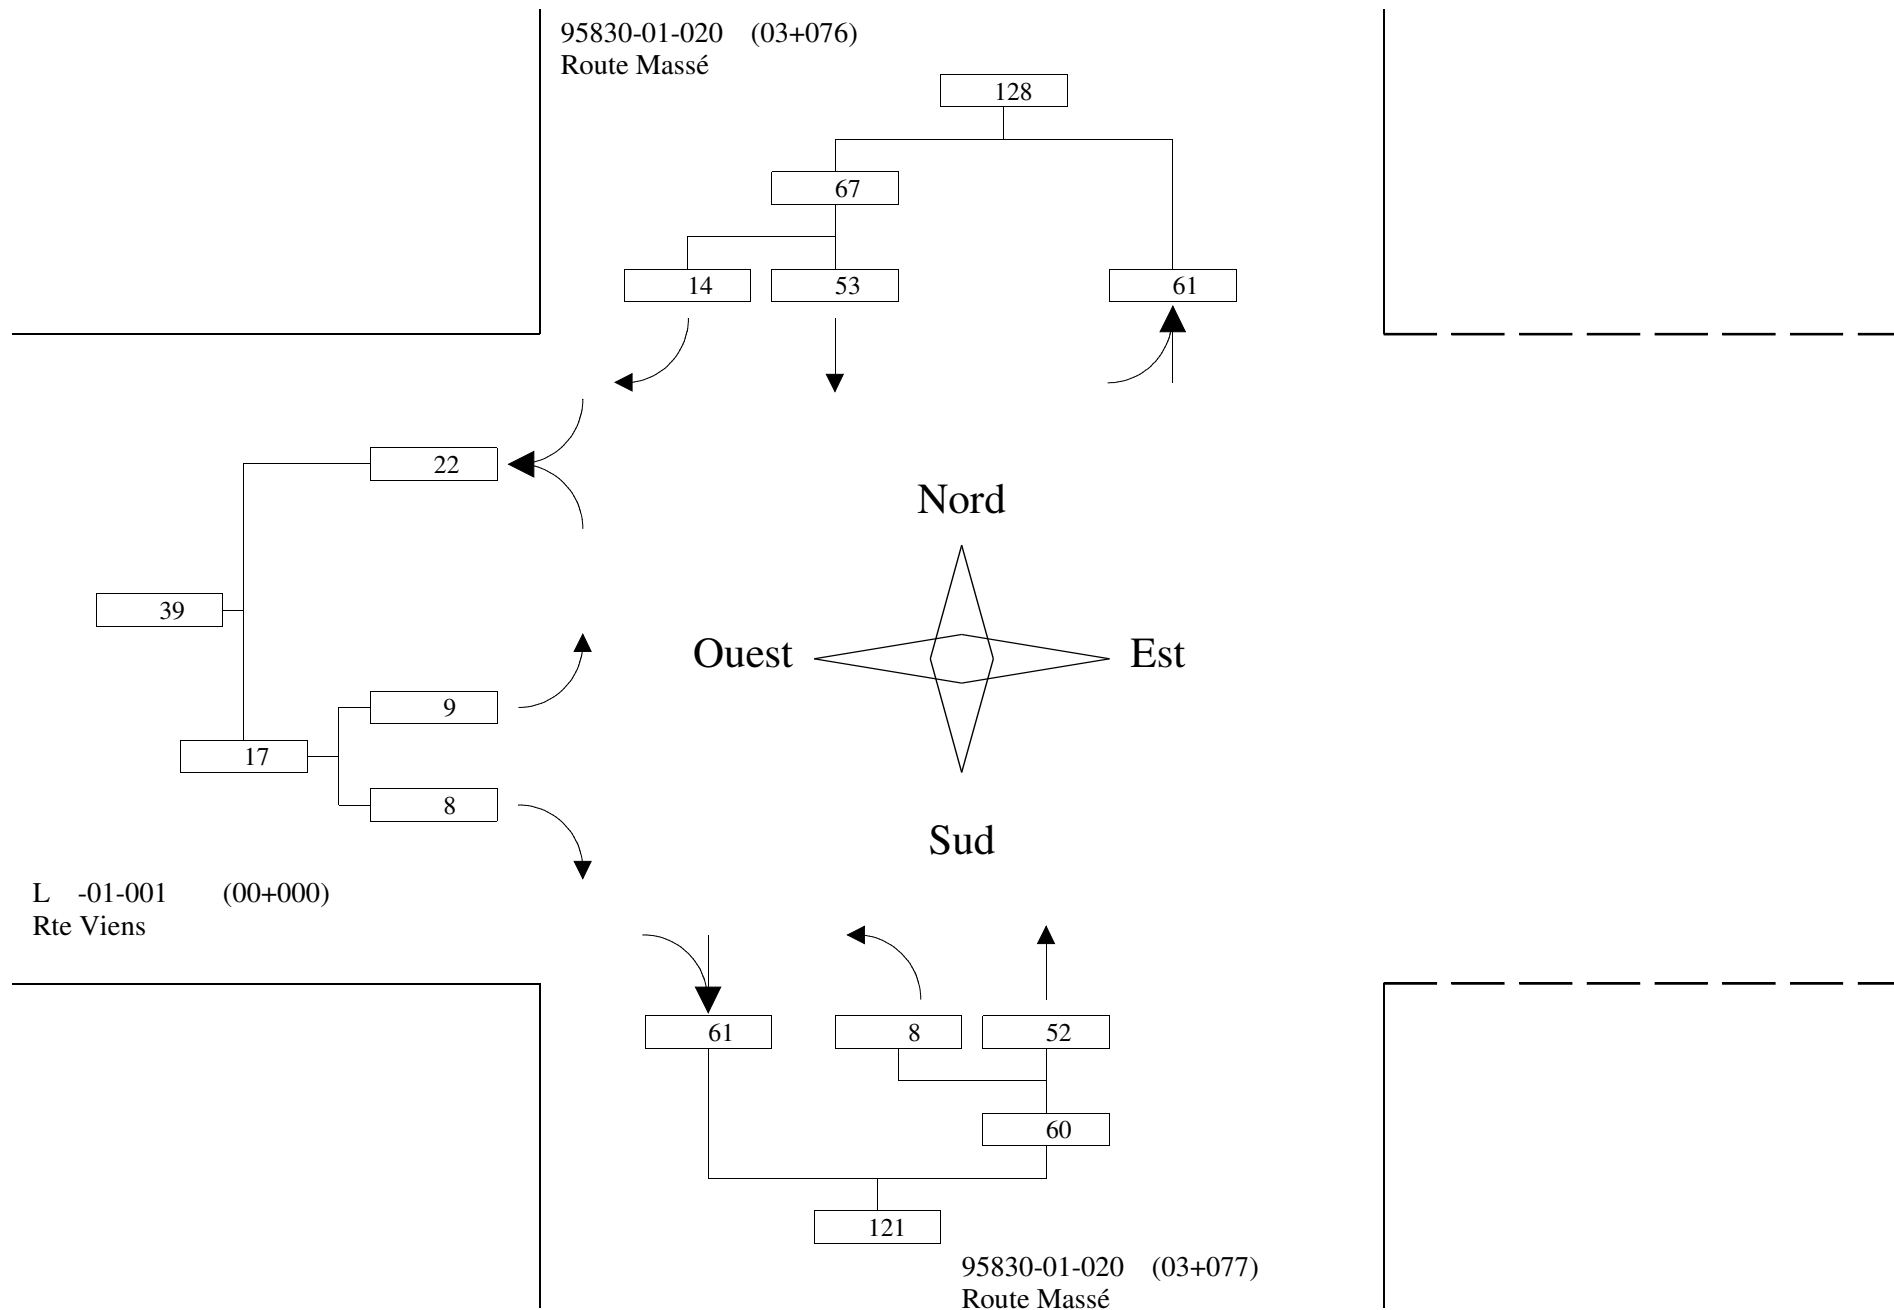 95830-01-020 (03+076)
Route Massé
128
67
14 53 61
22
Nord
39
Ouest Est
9
17
8
Sud
L -01-001 (00+000)
Rte Viens
61 8 52
60
121
95830-01-020 (03+077)
Route Massé